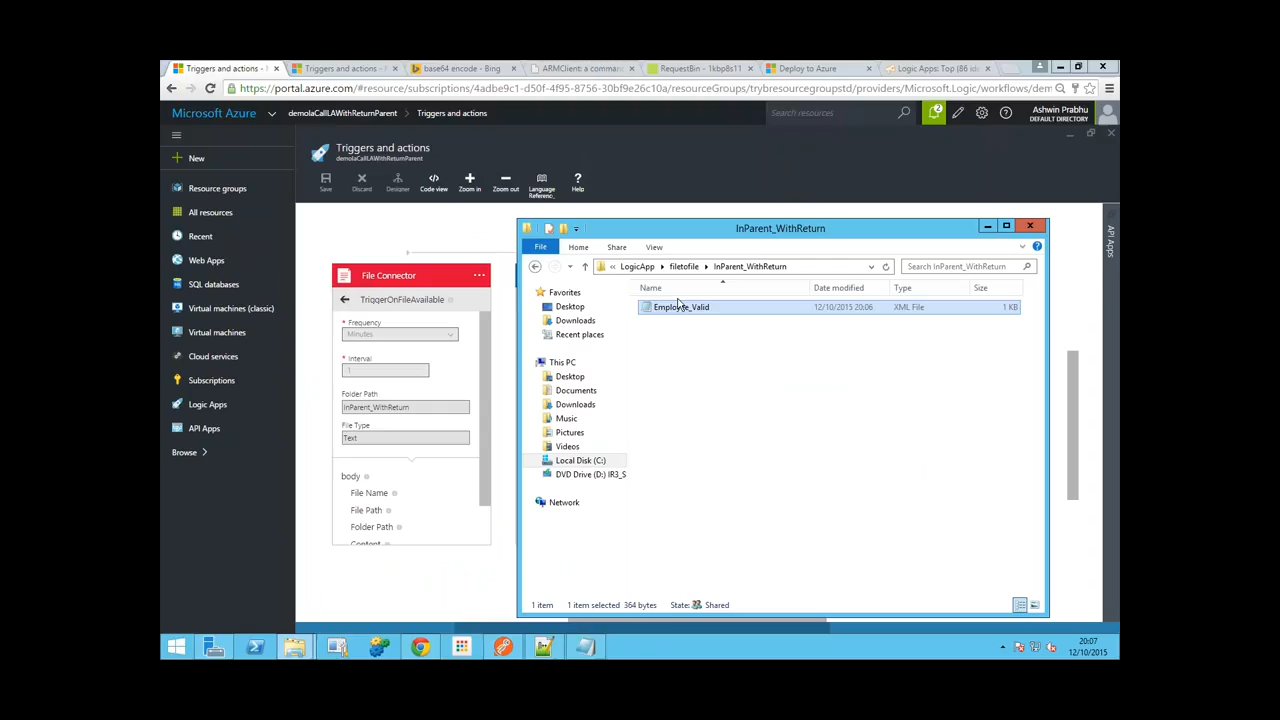 Triggers and actions -
Triggers and actions - /
base64 encode - Bing
ARMClient: a comman
RequestBin - 1kbp8s11
Deploy to Azure
Logic Apps: Top (86 id
https://portal.azure.com/#resource/subscriptions/4adbe9c1-d50f-4f95-8756-30bf9e26c10a/resourceGroups/trybresourcegroupstd/providers/Microsoft.Logic/workflows/dem
Microsoft Azure
demolaCallLAWithReturnParent
Triggers and actions
Search resources
2
Ashwin Prabhu
DEFAULT DIRECTORY
New
Resource groups
All resources
Recent
Web Apps
SQL databases
Virtual machines (classic)
Virtual machines
Cloud services
Subscriptions
Logic Apps
API Apps
Browse
Triggers and actions
demolaCallLAWithReturnParent
Save
Discard
Designer
Code view
Zoom in
Zoom out
Language
Referenc...
Help
API Apps
File Connector
TriggerOnFileAvailable
* Frequency
Minutes
* Interval
1
Folder Path
InParent_WithReturn
File Type
Text
body
File Name
File Path
Folder Path
Content
InParent_WithReturn
File
Home
Share
View
« LogicApp
filetofile
InParent_WithReturn
Search InParent_WithReturn
Favorites
Desktop
Downloads
Recent places
This PC
Desktop
Documents
Downloads
Music
Pictures
Videos
Local Disk (C:)
DVD Drive (D:) IR3_S
Network
Name
Date modified
Type
Size
Employee_Valid
12/10/2015 20:06
XML File
1 KB
1 item
1 item selected 364 bytes
State:
Shared
20:07
12/10/2015